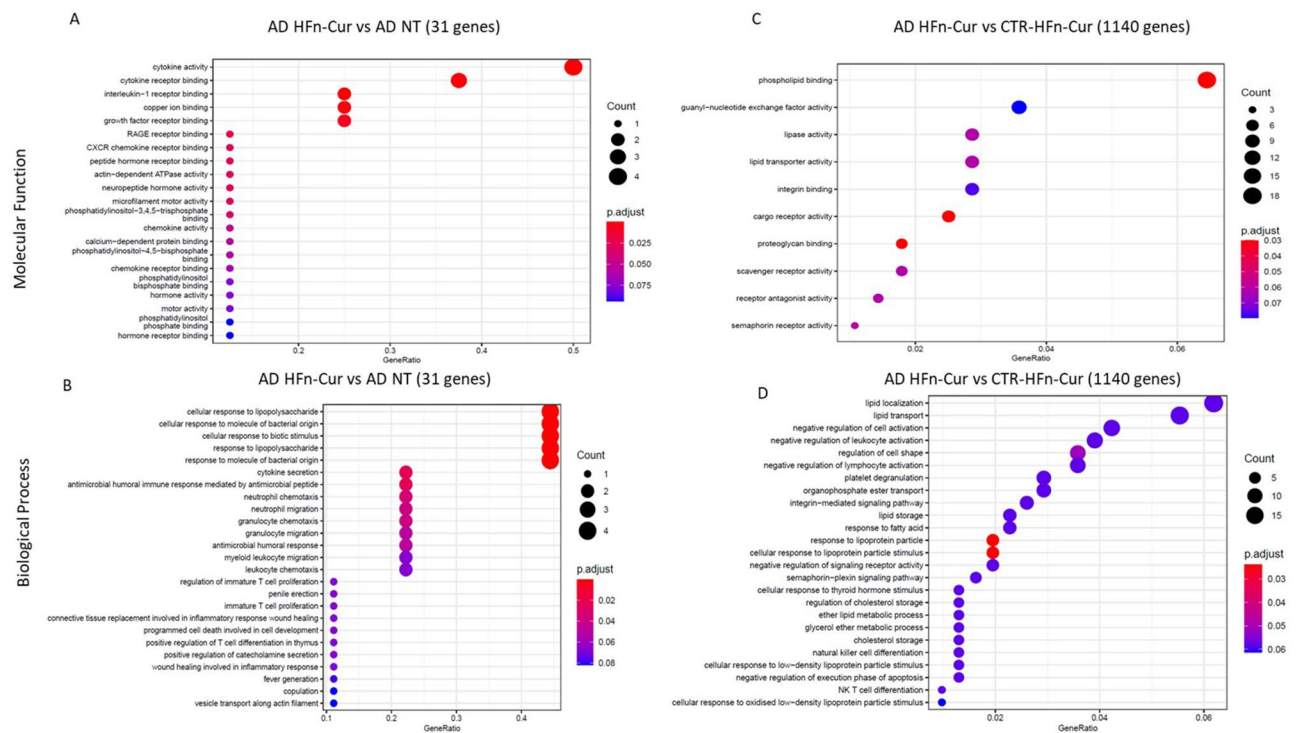 A
AD HFn-Cur vs AD NT (31 genes)
Molecular Function
cytokine activity
cytokine receptor binding
interleukin−1 receptor binding
copper ion binding
growth factor receptor binding
RAGE receptor binding
CXCR chemokine receptor binding
peptide hormone receptor binding
actin−dependent ATPase activity
neuropeptide hormone activity
microfilament motor activity
phosphatidylinositol−3,4,5−trisphosphate
binding
chemokine activity
calcium−dependent protein binding
phosphatidylinositol−4,5−bisphosphate
binding
chemokine receptor binding
phosphatidylinositol
bisphosphate binding
hormone activity
motor activity
phosphatidylinositol
phosphate binding
hormone receptor binding
0.2 0.3 0.4 0.5
GeneRatio
Count
1
2
3
4
p.adjust
0.025
0.050
0.075
C
AD HFn-Cur vs CTR-HFn-Cur (1140 genes)
phospholipid binding
guanyl−nucleotide exchange factor activity
lipase activity
lipid transporter activity
integrin binding
cargo receptor activity
proteoglycan binding
scavenger receptor activity
receptor antagonist activity
semaphorin receptor activity
0.02 0.04 0.06
GeneRatio
Count
3
6
9
12
15
18
p.adjust
0.03
0.04
0.05
0.06
0.07
B
AD HFn-Cur vs AD NT (31 genes)
Biological Process
cellular response to lipopolysaccharide
cellular response to molecule of bacterial origin
cellular response to biotic stimulus
response to lipopolysaccharide
response to molecule of bacterial origin
cytokine secretion
antimicrobial humoral immune response mediated by antimicrobial peptide
neutrophil chemotaxis
neutrophil migration
granulocyte chemotaxis
granulocyte migration
antimicrobial humoral response
myeloid leukocyte migration
leukocyte chemotaxis
regulation of immature T cell proliferation
penile erection
immature T cell proliferation
connective tissue replacement involved in inflammatory response wound healing
programmed cell death involved in cell development
positive regulation of T cell differentiation in thymus
positive regulation of catecholamine secretion
wound healing involved in inflammatory response
fever generation
copulation
vesicle transport along actin filament
0.1 0.2 0.3 0.4
GeneRatio
Count
1
2
3
4
p.adjust
0.02
0.04
0.06
0.08
D
AD HFn-Cur vs CTR-HFn-Cur (1140 genes)
lipid localization
lipid transport
negative regulation of cell activation
negative regulation of leukocyte activation
regulation of cell shape
negative regulation of lymphocyte activation
platelet degranulation
organophosphate ester transport
integrin−mediated signaling pathway
lipid storage
response to fatty acid
response to lipoprotein particle
cellular response to lipoprotein particle stimulus
negative regulation of signaling receptor activity
semaphorin−plexin signaling pathway
cellular response to thyroid hormone stimulus
regulation of cholesterol storage
ether lipid metabolic process
glycerol ether metabolic process
cholesterol storage
natural killer cell differentiation
cellular response to low−density lipoprotein particle stimulus
negative regulation of execution phase of apoptosis
NK T cell differentiation
cellular response to oxidised low−density lipoprotein particle stimulus
0.02 0.04 0.06
GeneRatio
Count
5
10
15
p.adjust
0.03
0.04
0.05
0.06